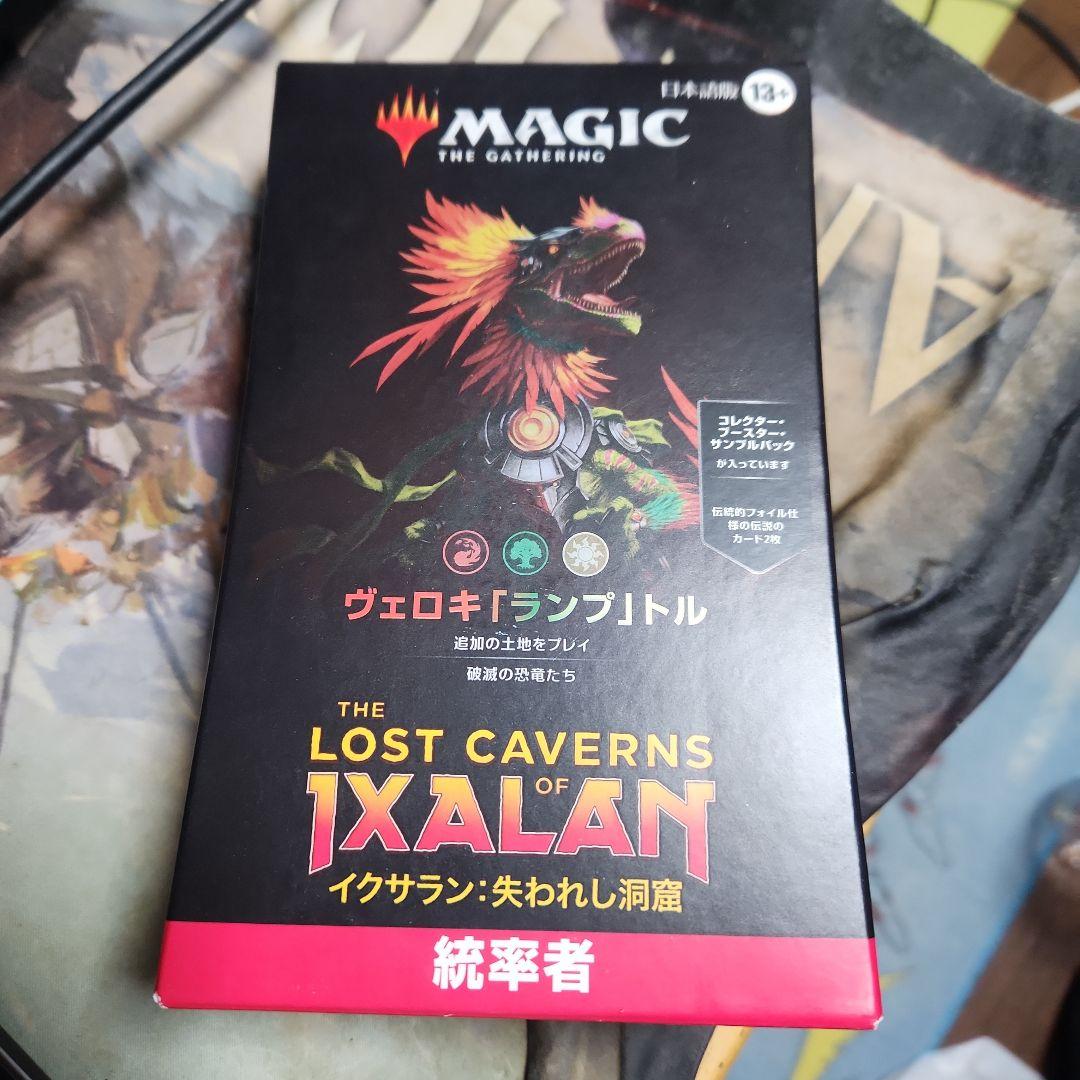 日本語版 13+
MAGIC
THE GATHERING
コレクター・
ブースター・
サンプルパック
が入っています
伝統的フォイル仕
様の伝説の
カード2枚
ヴェロキ「ランプ」トル
追加の土地をプレイ
破滅の恐竜たち
THE
LOST CAVERNS
OF
IXALAN
イクサラン：失われし洞窟
統率者